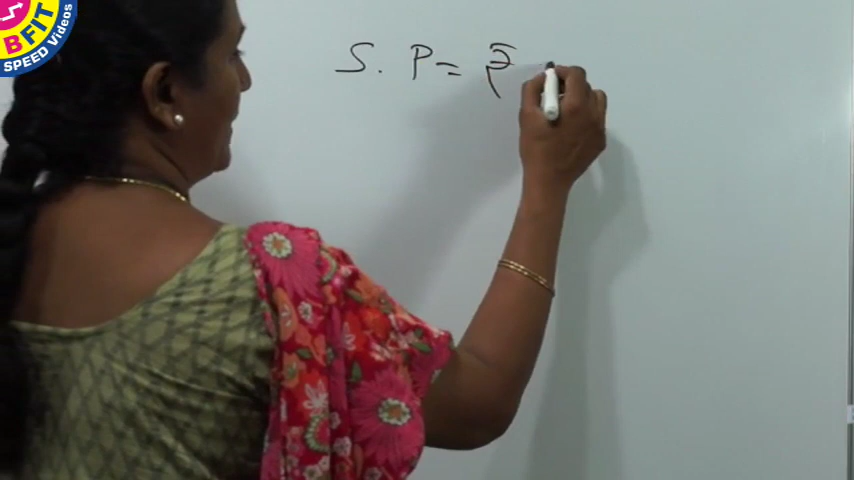 BFIT
SPEED Videos
S. P = ₹